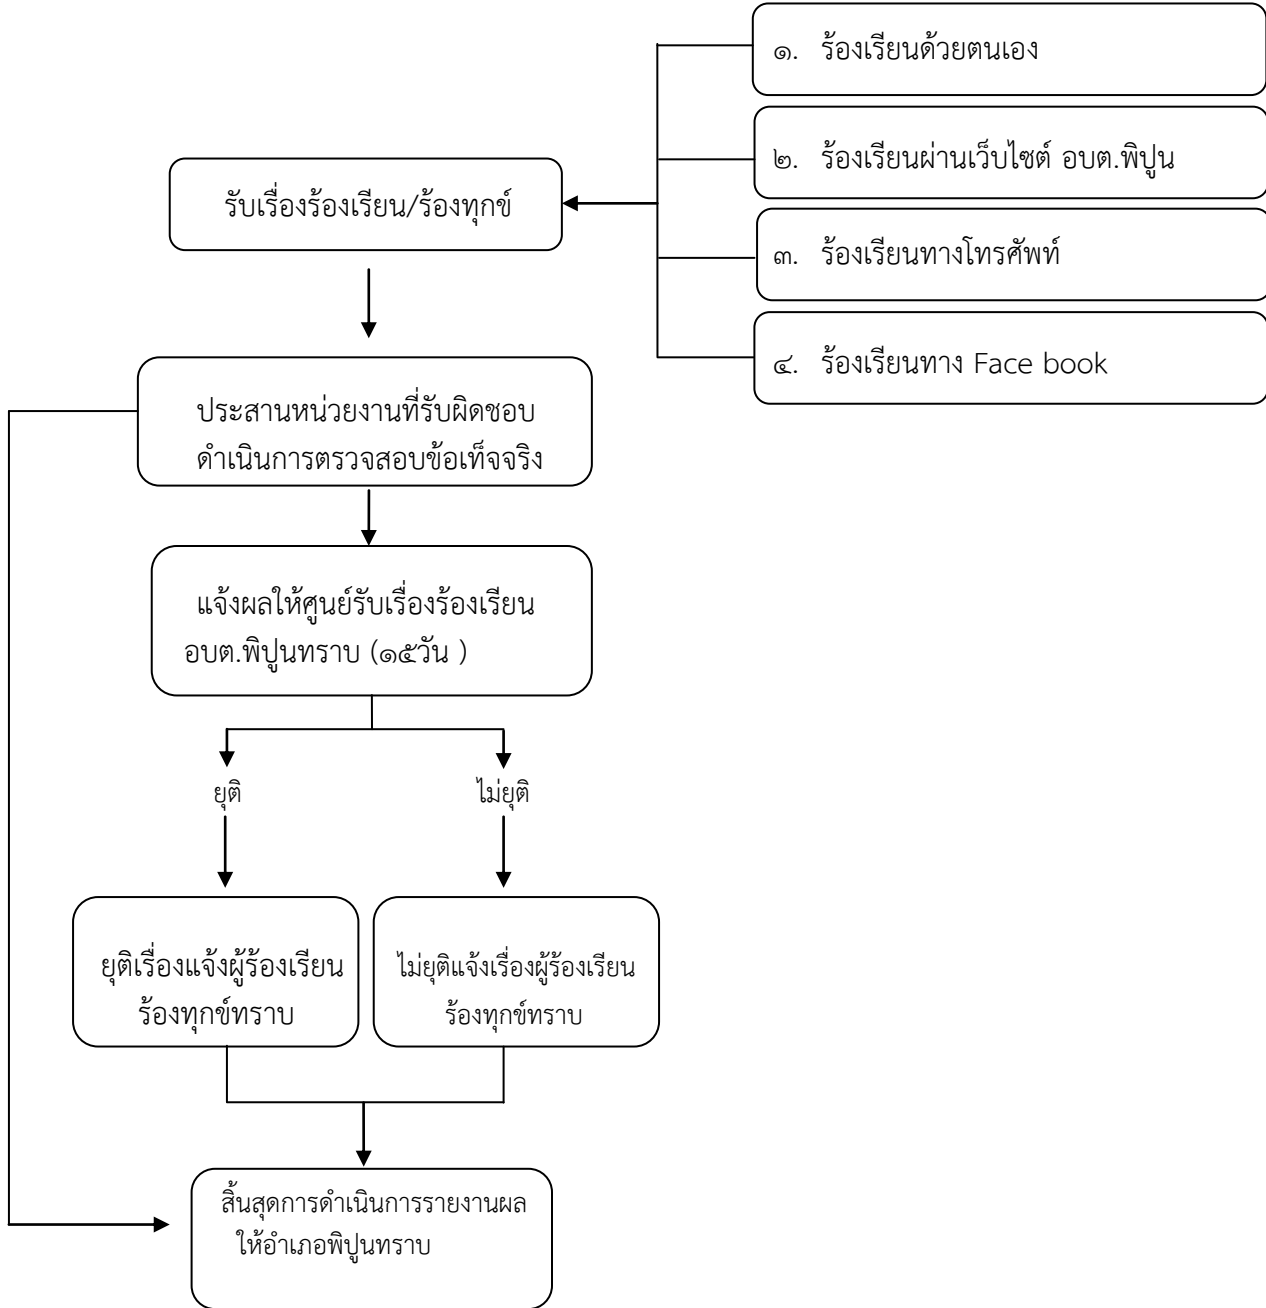 ๑. ร้องเรียนด้วยตนเอง
๒. ร้องเรียนผ่านเว็บไซต์ อบต.พิปูน
รับเรื่องร้องเรียน/ร้องทุกข์
๓. ร้องเรียนทางโทรศัพท์
๔. ร้องเรียนทาง Face book
ประสานหน่วยงานที่รับผิดชอบ
ดำเนินการตรวจสอบข้อเท็จจริง
แจ้งผลให้ศูนย์รับเรื่องร้องเรียน
อบต.พิปูนทราบ (๑๕วัน )
ยุติ
ไม่ยุติ
ยุติเรื่องแจ้งผู้ร้องเรียน
ร้องทุกข์ทราบ
ไม่ยุติแจ้งเรื่องผู้ร้องเรียน
ร้องทุกข์ทราบ
สิ้นสุดการดำเนินการรายงานผล
ให้อำเภอพิปูนทราบ